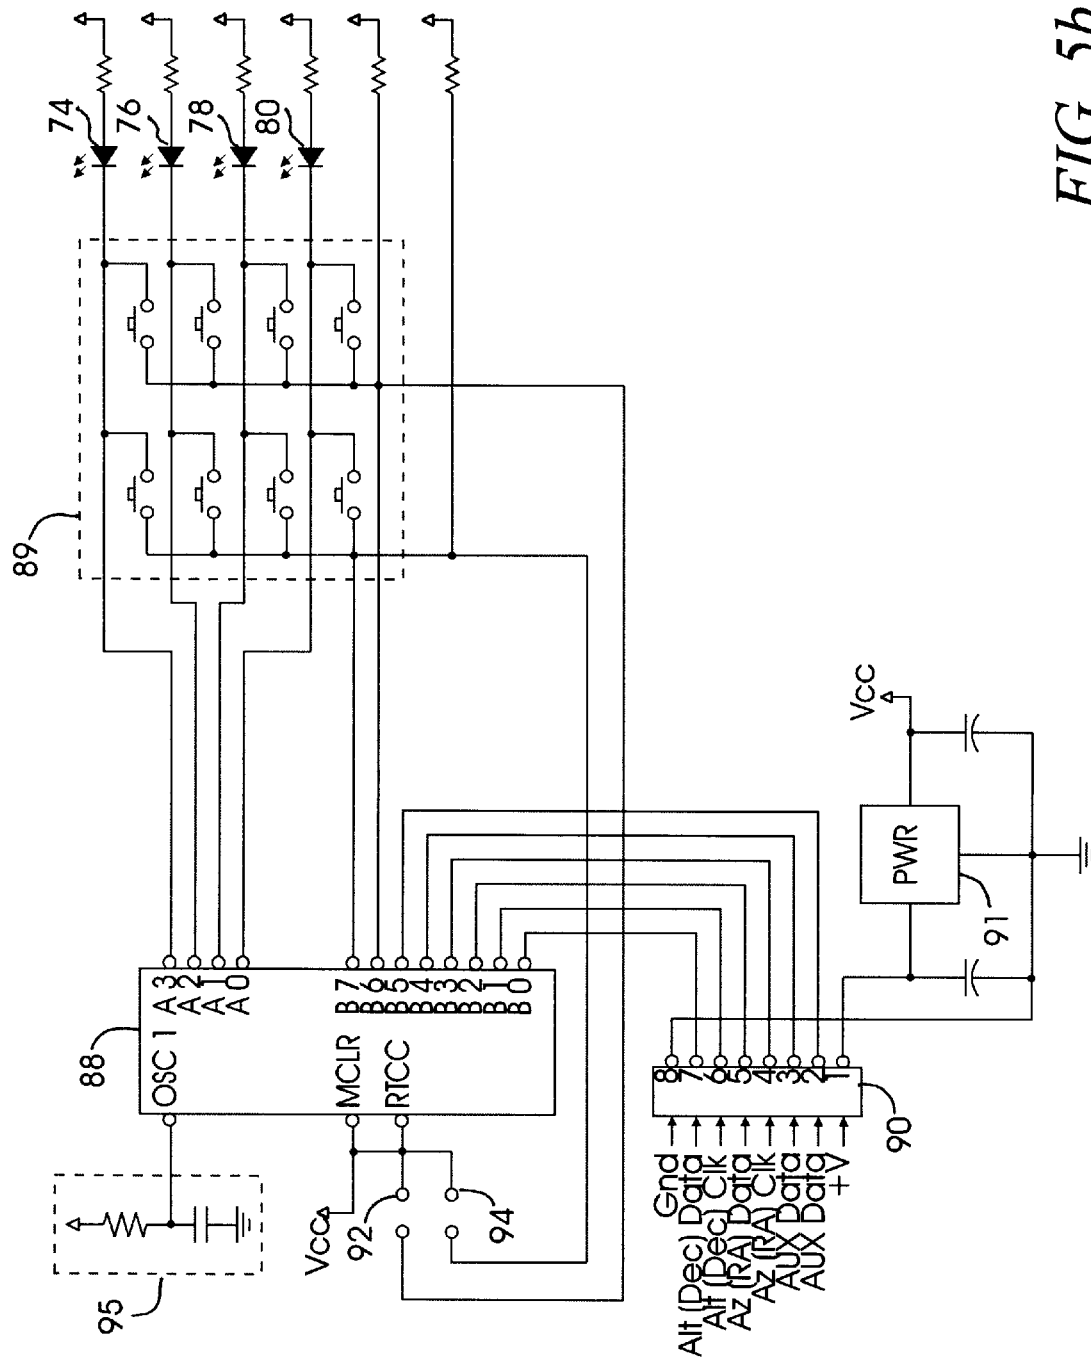 74
76
78
80
89
88
OSC 1
A 3
A 2
A 1
A 0
MCLR
RTCC
B 7
B 6
B 5
B 4
B 3
B 2
B 1
B 0
95
Vcc
92
94
Gnd
Alt (Dec) Data
Alt (Dec) Clk
Az (RA) Data
Az (RA) Clk
AUX Data
AUX Data
+V
8
7
6
5
4
3
2
1
90
PWR
91
Vcc
FIG 5b